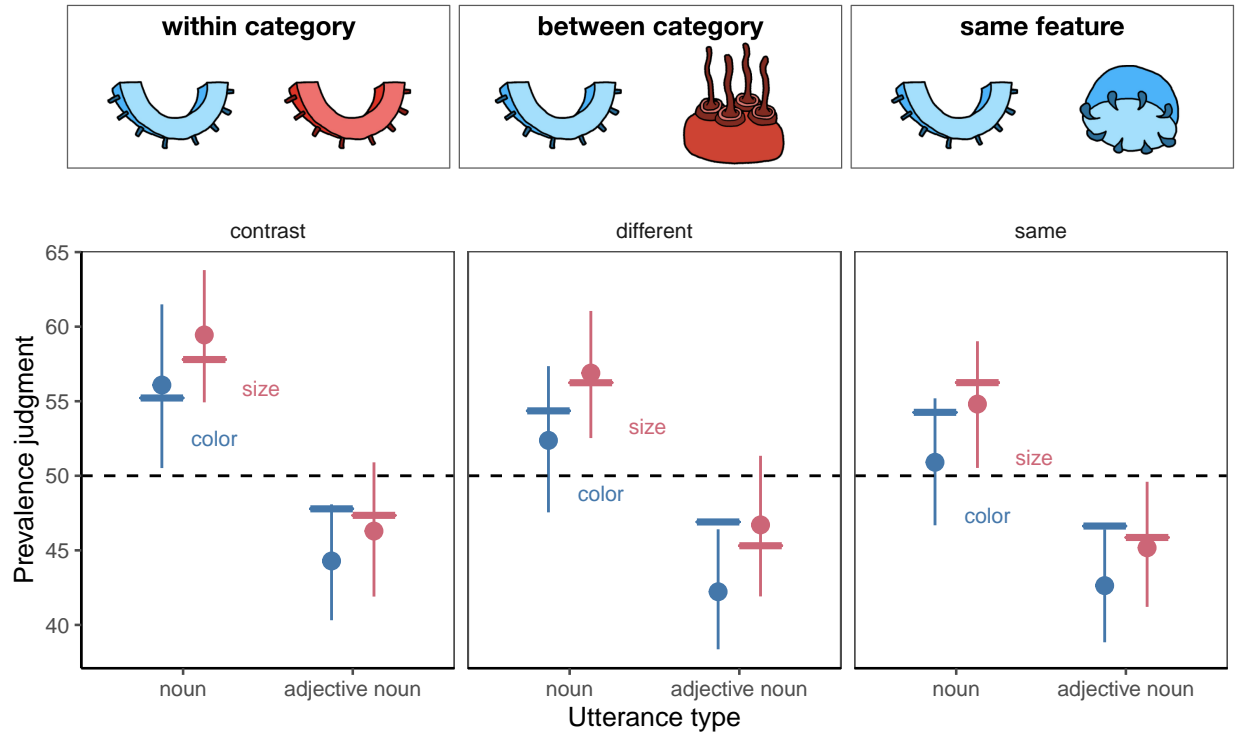 within category
between category
same feature
contrast
different
same
Prevalence judgment
65
60
55
50
45
40
size
color
size
color
size
color
noun
adjective noun
noun
adjective noun
noun
adjective noun
Utterance type